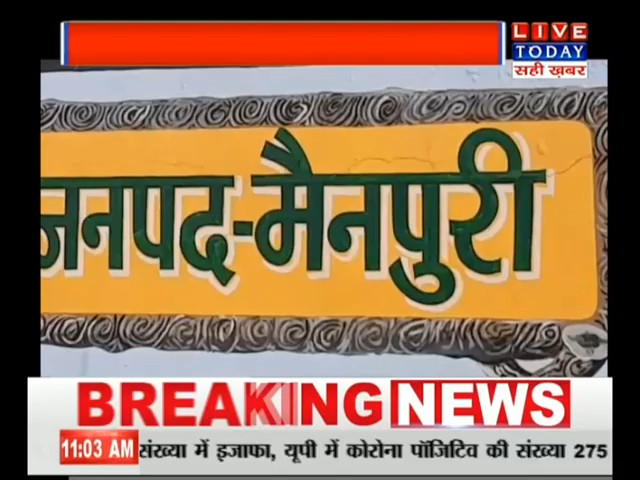 LIVE
TODAY
सही ख़बर
जनपद-मैनपुरी
BREAKING NEWS
11:03 AM संख्या में इजाफा, यूपी में कोरोना पॉजिटिव की संख्या 275